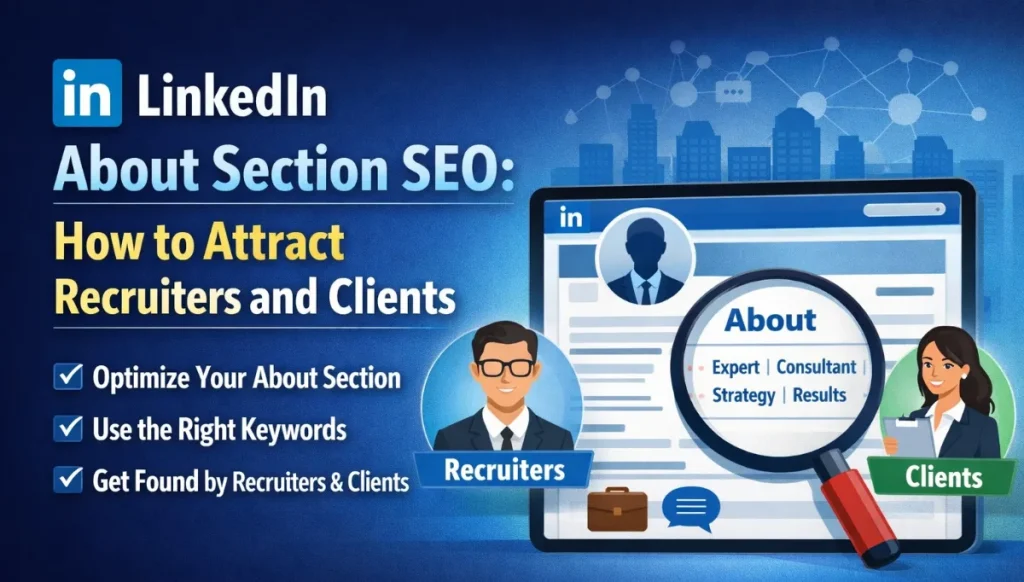 in LinkedIn
About Section SEO:
How to Attract
Recruiters and Clients
Optimize Your About Section
Use the Right Keywords
Get Found by Recruiters & Clients
in
About
Expert | Consultant |
Strategy | Results
Recruiters
Clients